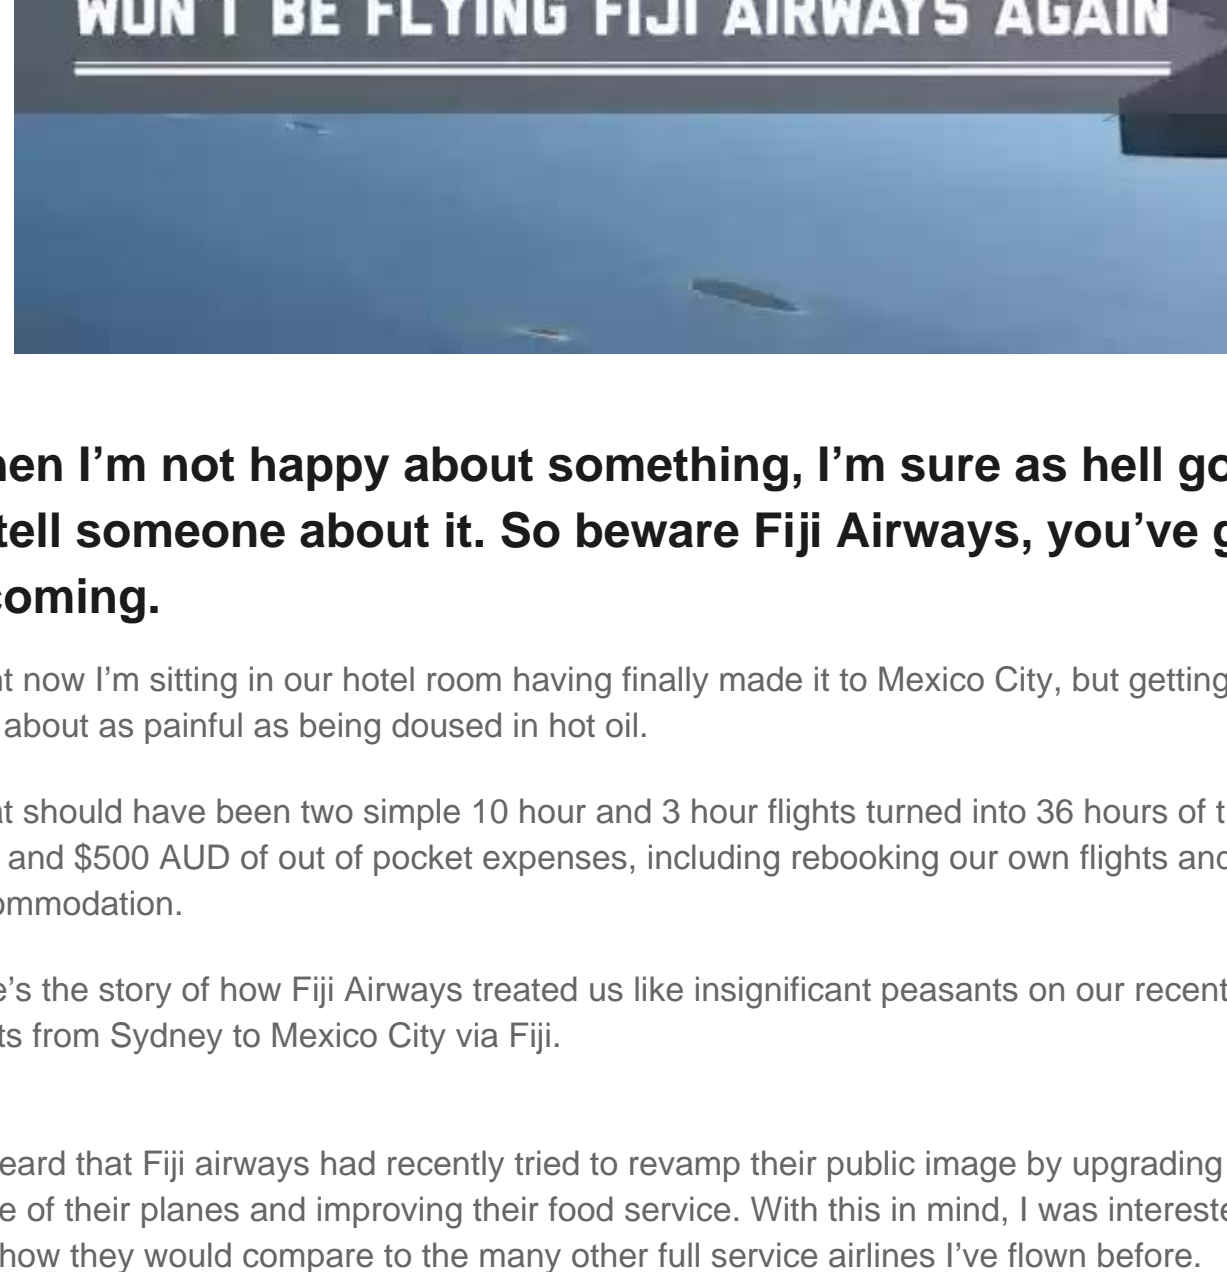 WON'T BE FLYING FIJI AIRWAYS AGAIN
hen I’m not happy about something, I’m sure as hell go
tell someone about it. So beware Fiji Airways, you’ve g
coming.
nt now I’m sitting in our hotel room having finally made it to Mexico City, but getting
about as painful as being doused in hot oil.
at should have been two simple 10 hour and 3 hour flights turned into 36 hours of t
and $500 AUD of out of pocket expenses, including rebooking our own flights and
ommodation.
e’s the story of how Fiji Airways treated us like insignificant peasants on our recent
ts from Sydney to Mexico City via Fiji.
eard that Fiji airways had recently tried to revamp their public image by upgrading
e of their planes and improving their food service. With this in mind, I was intereste
how they would compare to the many other full service airlines I’ve flown before.